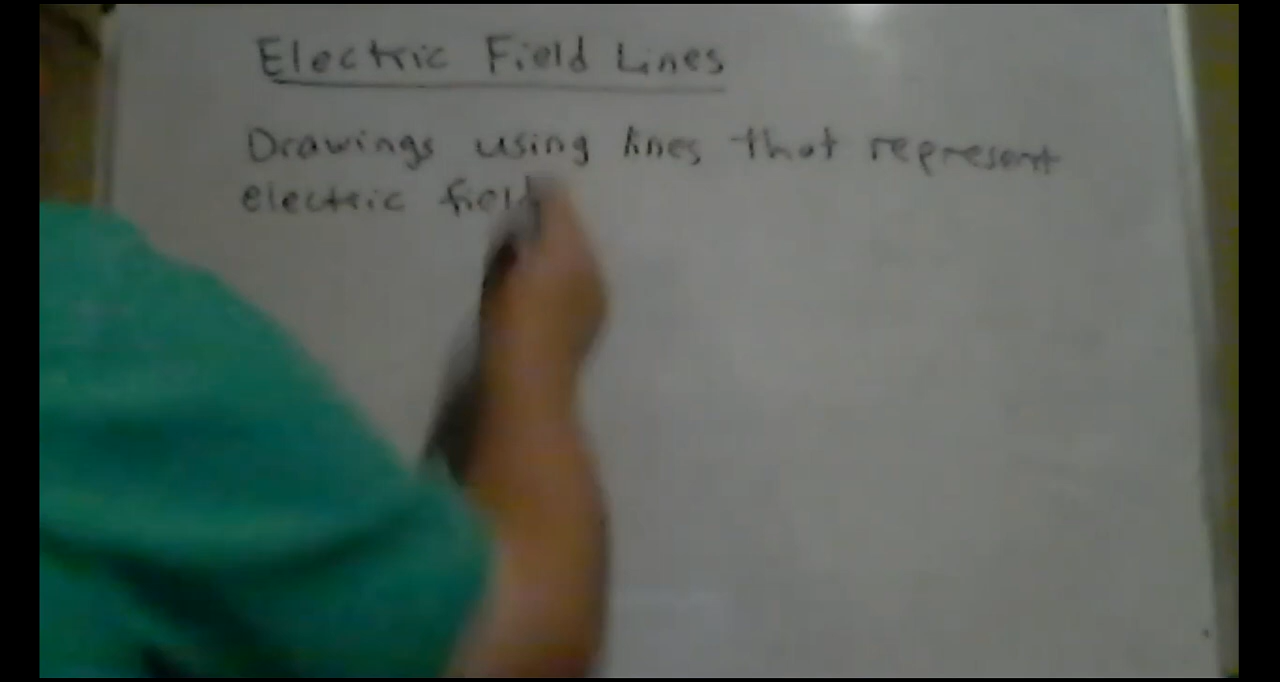 Electric Field Lines
Drawings using lines that represent
electric field